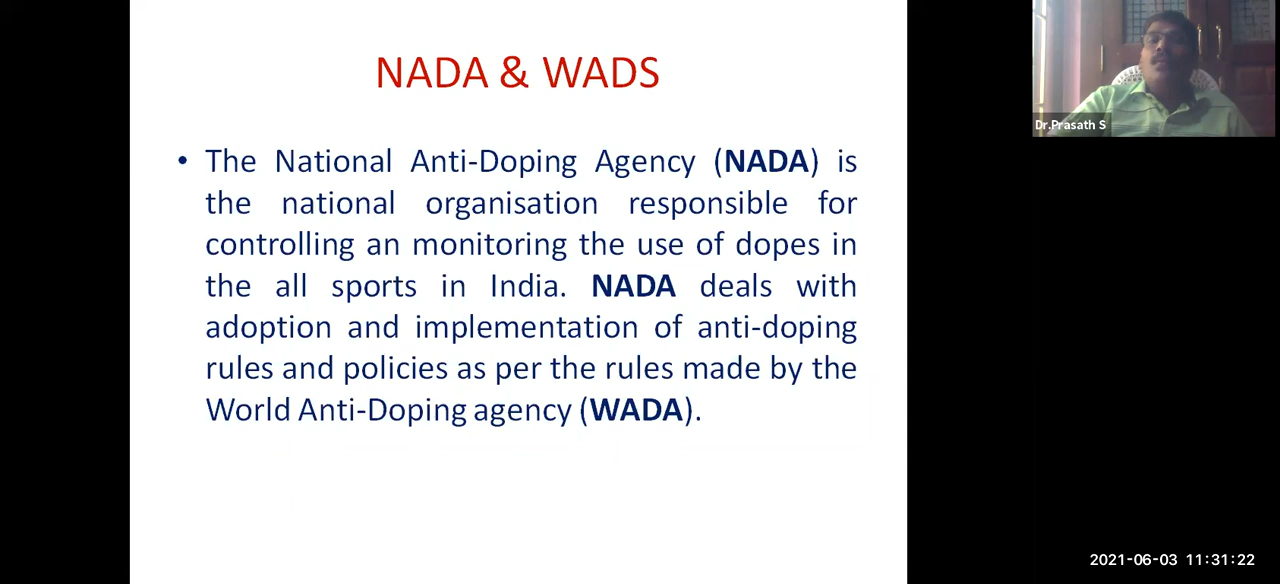 NADA & WADS
• The National Anti-Doping Agency (NADA) is
the national organisation responsible for
controlling an monitoring the use of dopes in
the all sports in India. NADA deals with
adoption and implementation of anti-doping
rules and policies as per the rules made by the
World Anti-Doping agency (WADA).
Dr.Prasath S
2021-06-03 11:31:22